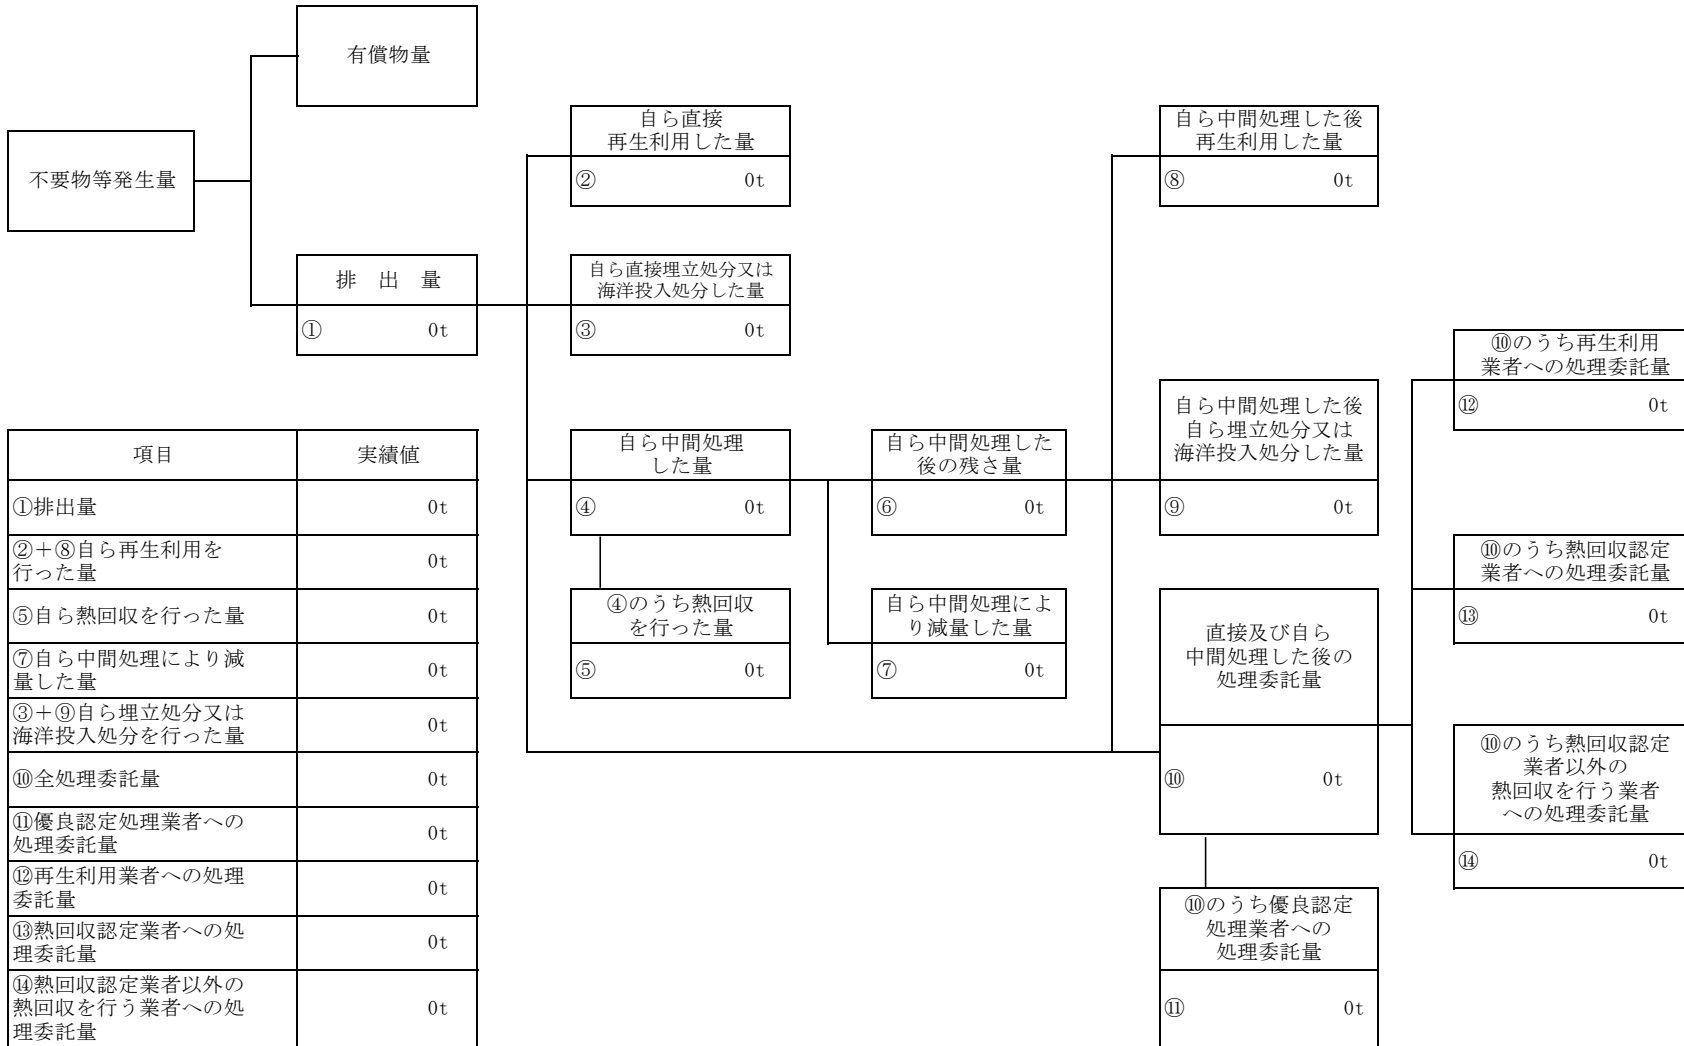 有償物量
不要物等発生量
排　出　量
① 0t
自ら直接
再生利用した量
② 0t
自ら直接埋立処分又は
海洋投入処分した量
③ 0t
自ら中間処理
した量
④ 0t
④のうち熱回収
を行った量
⑤ 0t
自ら中間処理した
後の残さ量
⑥ 0t
自ら中間処理によ
り減量した量
⑦ 0t
自ら中間処理した後
再生利用した量
⑧ 0t
自ら中間処理した後
自ら埋立処分又は
海洋投入処分した量
⑨ 0t
直接及び自ら
中間処理した後の
処理委託量
⑩ 0t
⑩のうち優良認定
処理業者への
処理委託量
⑪ 0t
⑩のうち再生利用
業者への処理委託量
⑫ 0t
⑩のうち熱回収認定
業者への処理委託量
⑬ 0t
⑩のうち熱回収認定
業者以外の
熱回収を行う業者
への処理委託量
⑭ 0t
項目 実績値
①排出量 0t
②＋⑧自ら再生利用を
行った量 0t
⑤自ら熱回収を行った量 0t
⑦自ら中間処理により減
量した量 0t
③＋⑨自ら埋立処分又は
海洋投入処分を行った量 0t
⑩全処理委託量 0t
⑪優良認定処理業者への
処理委託量 0t
⑫再生利用業者への処理
委託量 0t
⑬熱回収認定業者への処
理委託量 0t
⑭熱回収認定業者以外の
熱回収を行う業者への処
理委託量 0t